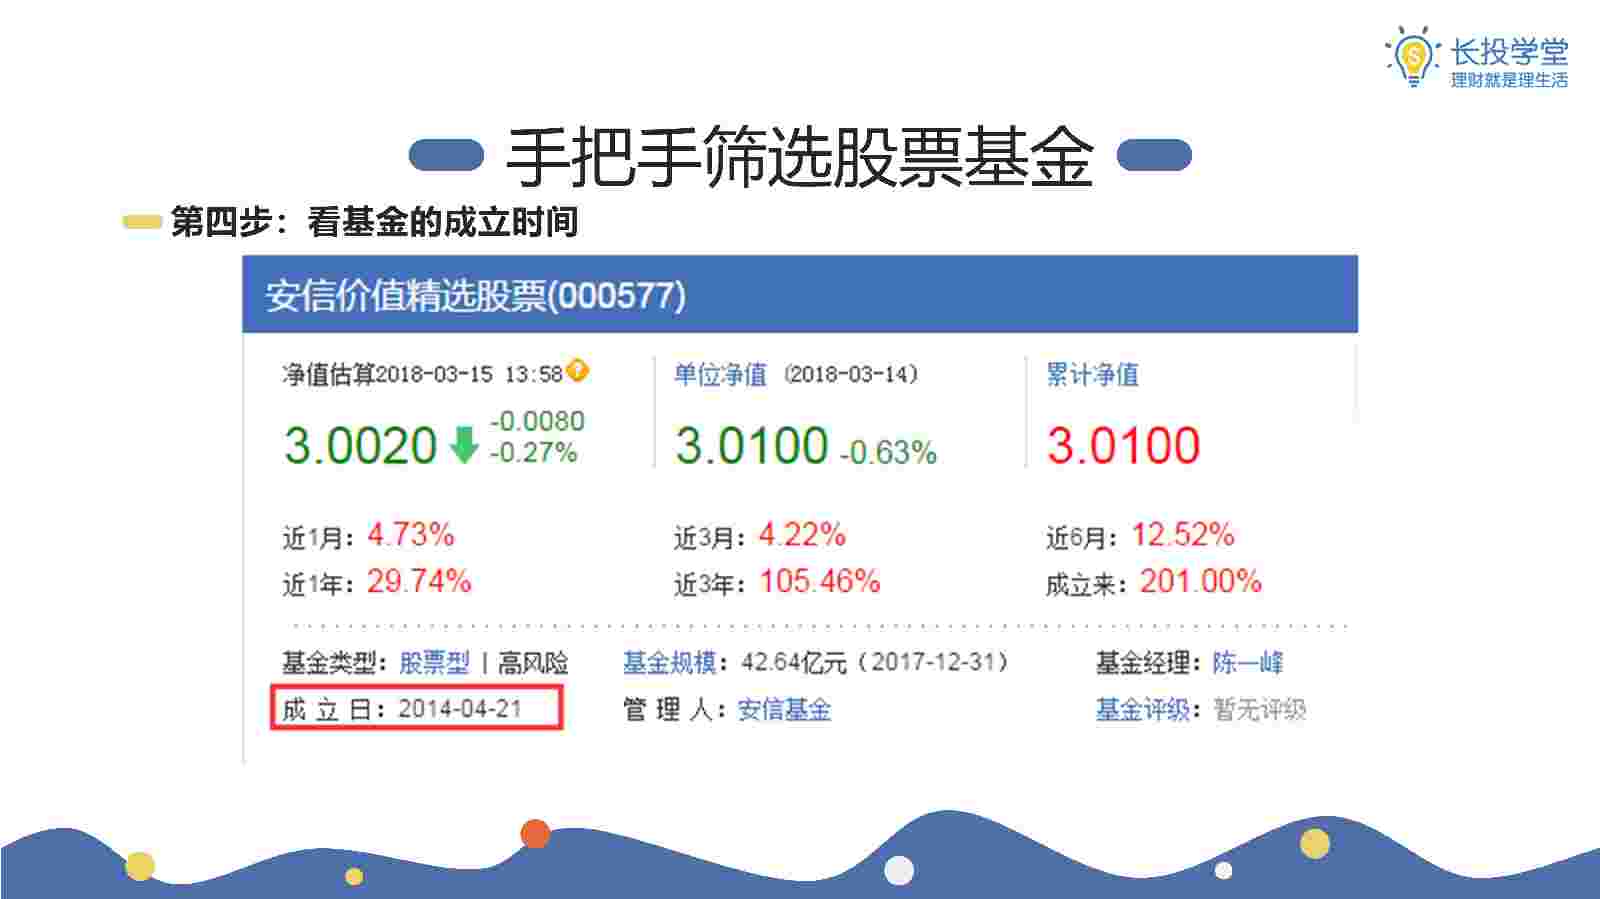 长投学堂
理财就是理生活
手把手筛选股票基金
第四步：看基金的成立时间
安信价值精选股票(000577)
净值估算2018-03-15 13:58 ?
3.0020 -0.0080 -0.27%
单位净值 (2018-03-14)
3.0100 -0.63%
累计净值
3.0100
近1月：4.73% 近3月：4.22% 近6月：12.52%
近1年：29.74% 近3年：105.46% 成立来：201.00%
基金类型：股票型 | 高风险 基金规模：42.64亿元（2017-12-31） 基金经理：陈一峰
成 立 日：2014-04-21 管 理 人：安信基金 基金评级：暂无评级